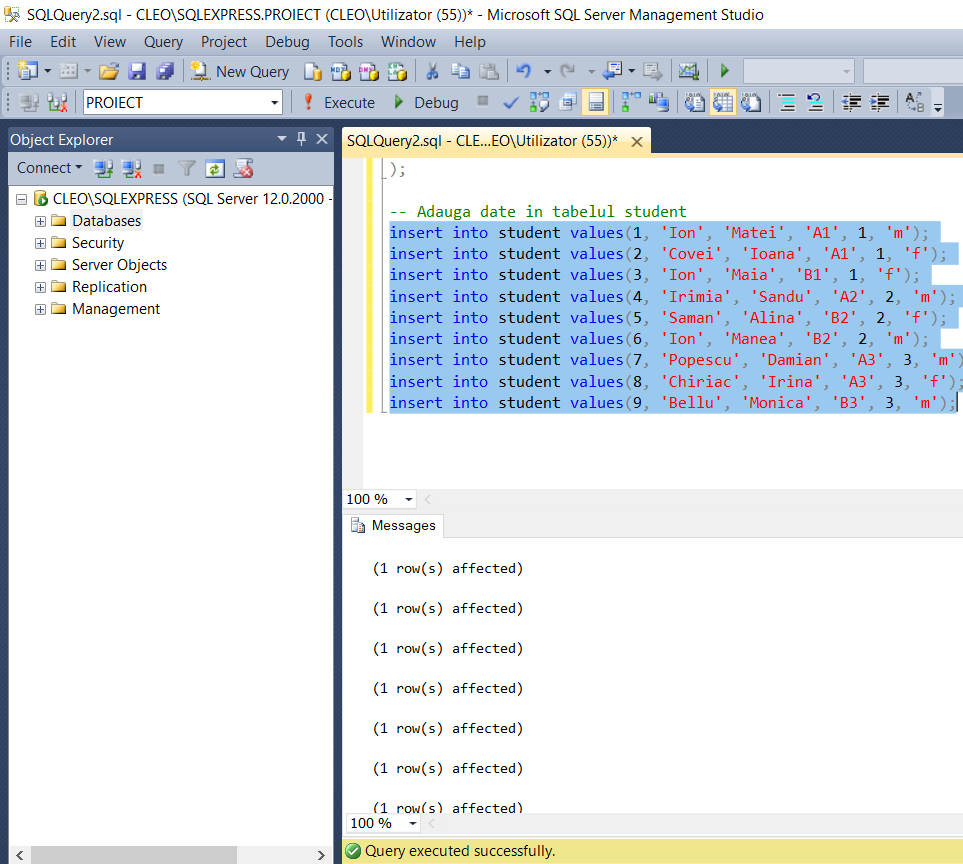 SQLQuery2.sql - CLEO\SQLEXPRESS.PROIECT (CLEO\Utilizator (55))* - Microsoft SQL Server Management Studio
File Edit View Query Project Debug Tools Window Help
New Query
PROIECT Execute Debug
Object Explorer
Connect
CLEO\SQLEXPRESS (SQL Server 12.0.2000 -
Databases
Security
Server Objects
Replication
Management
SQLQuery2.sql - CLE...EO\Utilizator (55))*
);
-- Adauga date in tabelul student
insert into student values(1, 'Ion', 'Matei', 'A1', 1, 'm');
insert into student values(2, 'Covei', 'Ioana', 'A1', 1, 'f');
insert into student values(3, 'Ion', 'Maia', 'B1', 1, 'f');
insert into student values(4, 'Irimia', 'Sandu', 'A2', 2, 'm');
insert into student values(5, 'Saman', 'Alina', 'B2', 2, 'f');
insert into student values(6, 'Ion', 'Manea', 'B2', 2, 'm');
insert into student values(7, 'Popescu', 'Damian', 'A3', 3, 'm')
insert into student values(8, 'Chiriac', 'Irina', 'A3', 3, 'f');
insert into student values(9, 'Bellu', 'Monica', 'B3', 3, 'm');
100 %
Messages
(1 row(s) affected)
(1 row(s) affected)
(1 row(s) affected)
(1 row(s) affected)
(1 row(s) affected)
(1 row(s) affected)
(1 row(s) affected)
100 %
Query executed successfully.